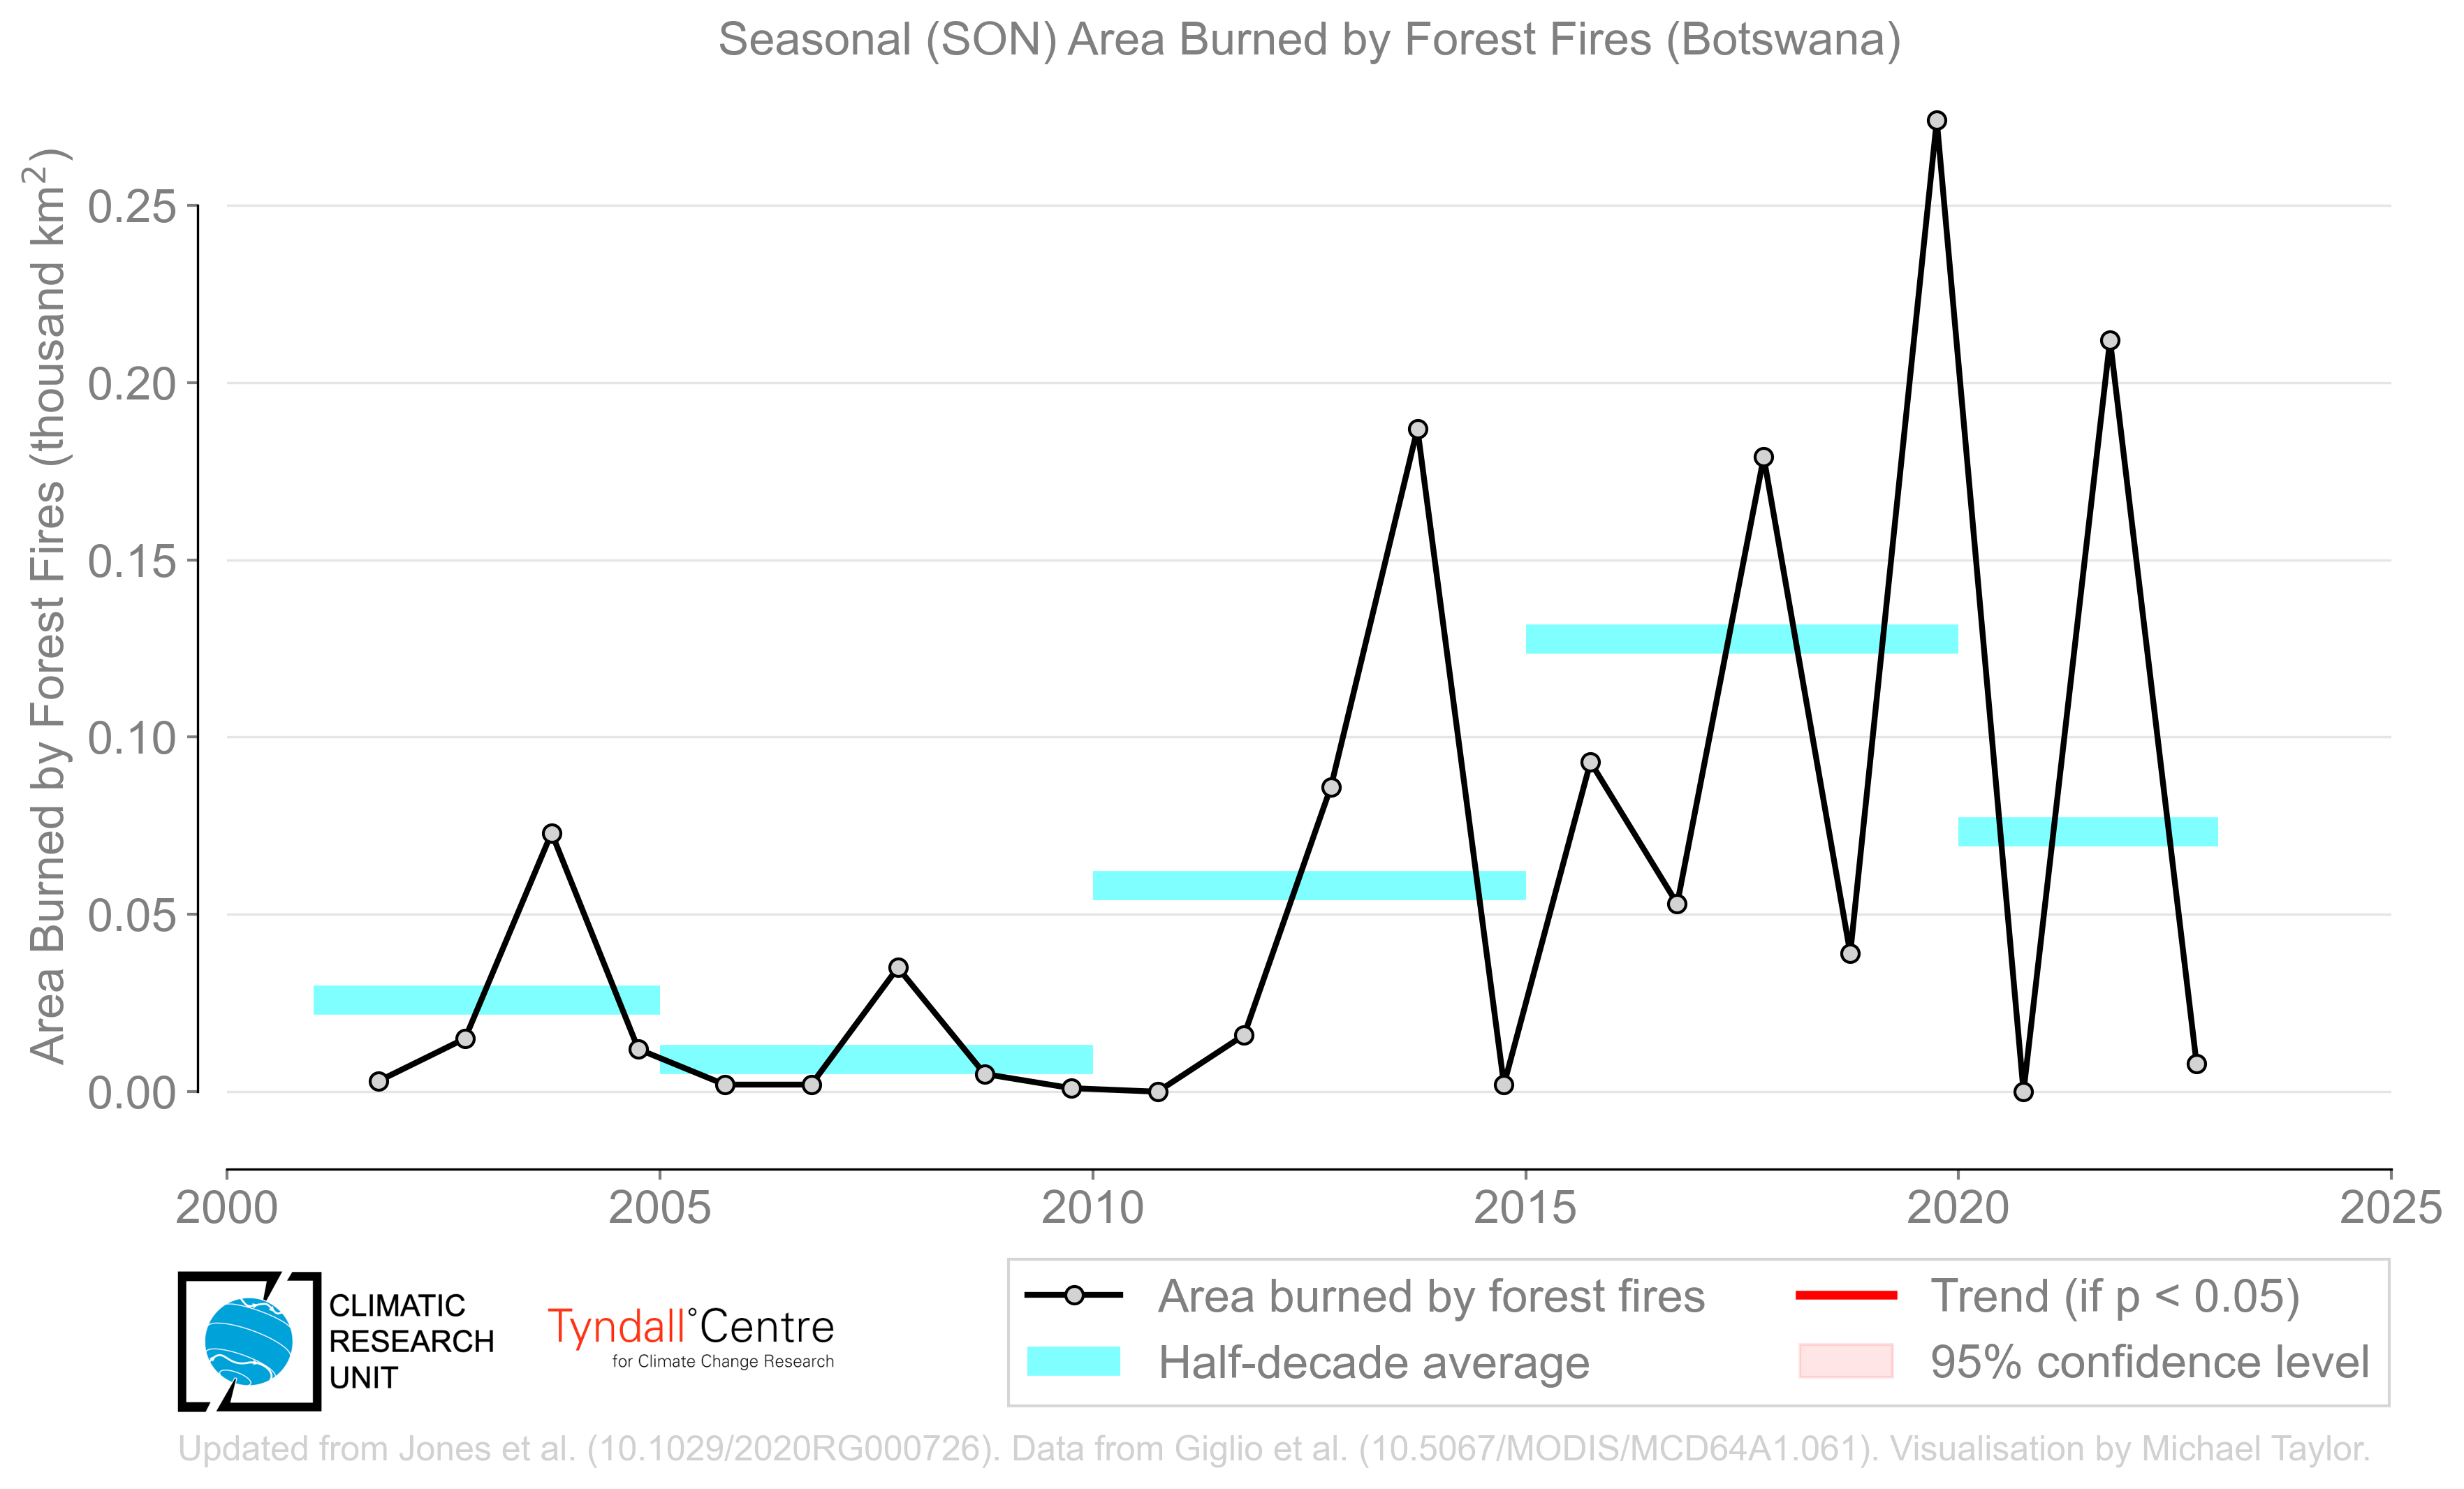 Seasonal (SON) Area Burned by Forest Fires (Botswana)
Area Burned by Forest Fires (thousand km²)
0.25
0.20
0.15
0.10
0.05
0.00
2000 2005 2010 2015 2020 2025
CLIMATIC
RESEARCH
UNIT
Tyndall°Centre
for Climate Change Research
Area burned by forest fires
Half-decade average
Trend (if p < 0.05)
95% confidence level
Updated from Jones et al. (10.1029/2020RG000726). Data from Giglio et al. (10.5067/MODIS/MCD64A1.061). Visualisation by Michael Taylor.